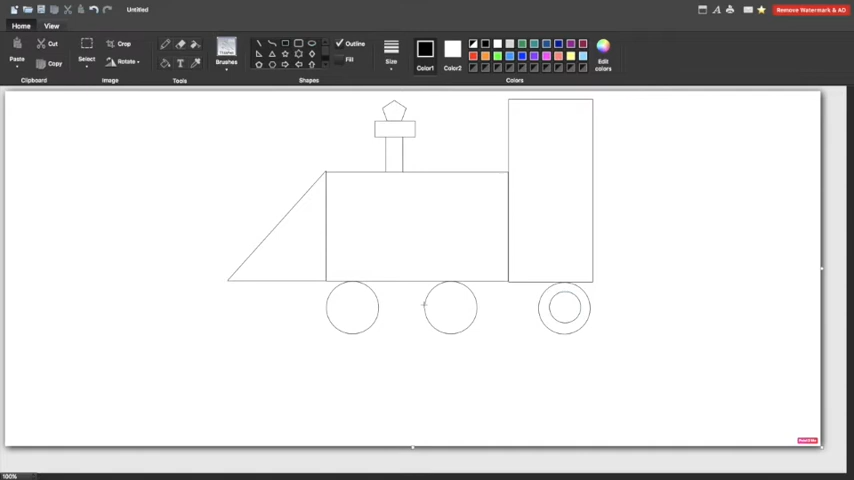 Untitled
Remove Watermark & AD
Home View
Paste
Cut
Copy
Clipboard
Select
Crop
Rotate
Image
Tools
Brushes
Shapes
Outline
Fill
Size
Color1
Color2
Colors
Edit
colors
100%